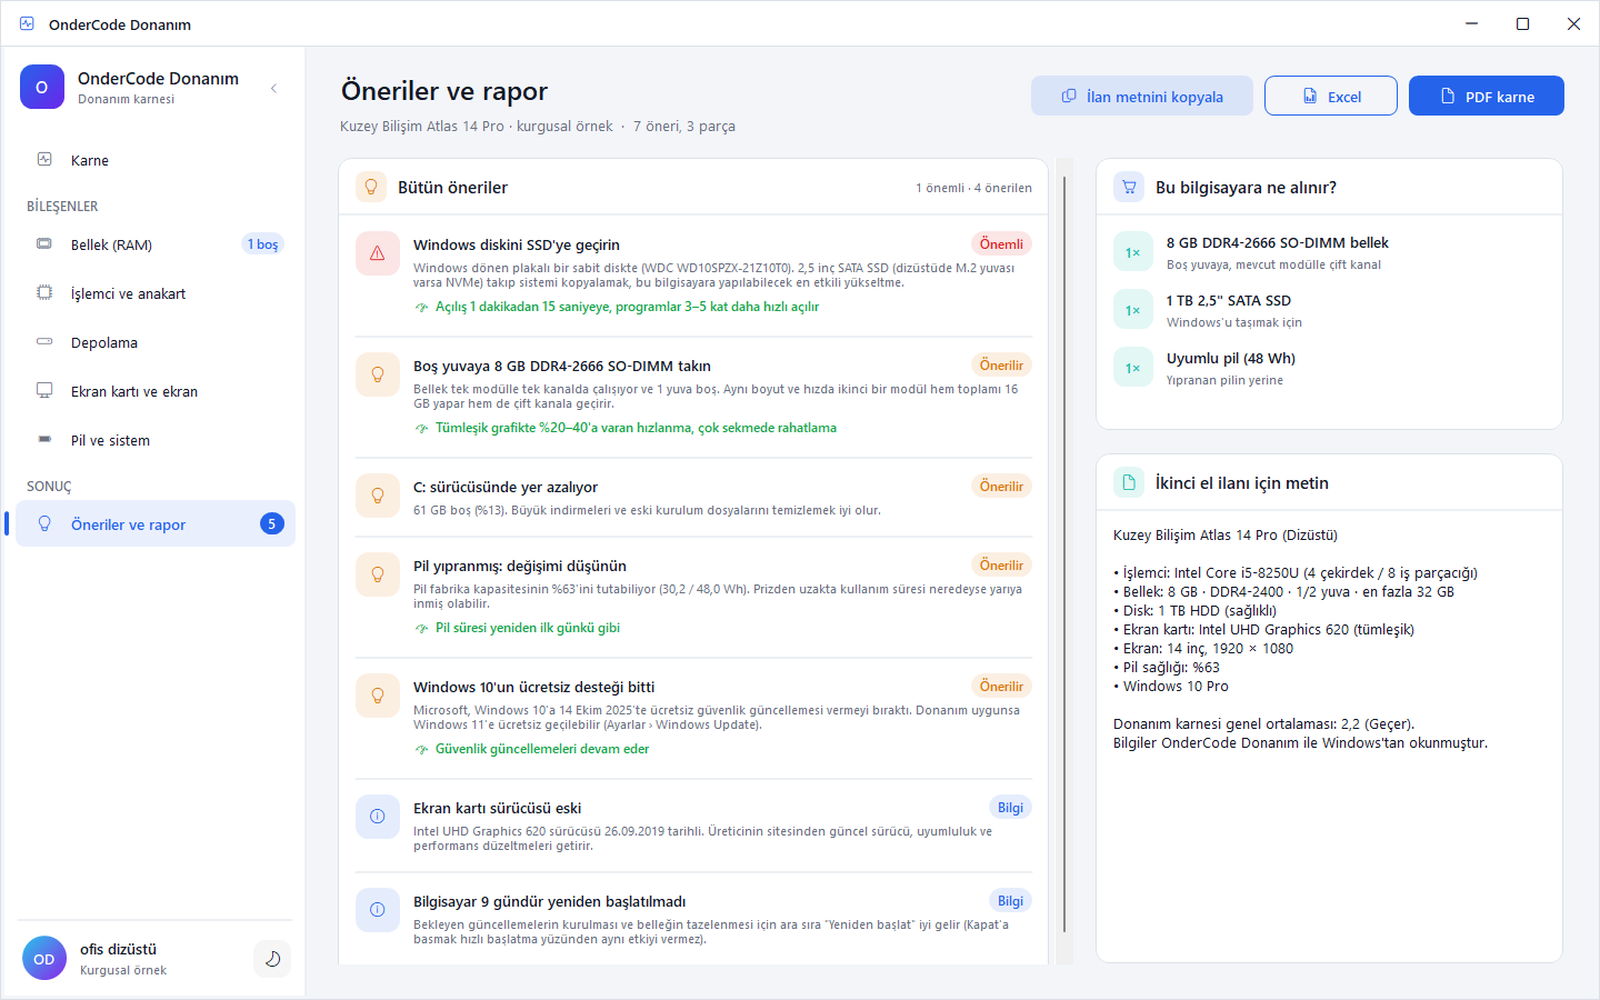 OnderCode Donanım
O
OnderCode Donanım
Donanım karnesi
Karne
BİLEŞENLER
Bellek (RAM)
1 boş
İşlemci ve anakart
Depolama
Ekran kartı ve ekran
Pil ve sistem
SONUÇ
Öneriler ve rapor
5
OD
ofis dizüstü
Kurgusal örnek
Öneriler ve rapor
Kuzey Bilişim Atlas 14 Pro · kurgusal örnek · 7 öneri, 3 parça
İlan metnini kopyala
Excel
PDF karne
Bütün öneriler
1 önemli · 4 önerilen
Windows diskini SSD'ye geçirin
Önemli
Windows dönen plakalı bir sabit diskte (WDC WD10SPZX-21Z10T0). 2,5 inç SATA SSD (dizüstüde M.2 yuvası
varsa NVMe) takıp sistemi kopyalamak, bu bilgisayara yapılabilecek en etkili yükseltme.
Açılış 1 dakikadan 15 saniyeye, programlar 3–5 kat daha hızlı açılır
Boş yuvaya 8 GB DDR4-2666 SO-DIMM takın
Önerilir
Bellek tek modülle tek kanalda çalışıyor ve 1 yuva boş. Aynı boyut ve hızda ikinci bir modül hem toplamı 16
GB yapar hem de çift kanala geçirir.
Tümleşik grafikte %20–40'a varan hızlanma, çok sekmede rahatlama
C: sürücüsünde yer azalıyor
Önerilir
61 GB boş (%13). Büyük indirmeleri ve eski kurulum dosyalarını temizlemek iyi olur.
Pil yıpranmış: değişimi düşünün
Önerilir
Pil fabrika kapasitesinin %63'ini tutabiliyor (30,2 / 48,0 Wh). Prizden uzakta kullanım süresi neredeyse yarıya
inmiş olabilir.
Pil süresi yeniden ilk günkü gibi
Windows 10'un ücretsiz desteği bitti
Önerilir
Microsoft, Windows 10'a 14 Ekim 2025'te ücretsiz güvenlik güncellemesi vermeyi bıraktı. Donanım uygunsa
Windows 11'e ücretsiz geçilebilir (Ayarlar › Windows Update).
Güvenlik güncellemeleri devam eder
Ekran kartı sürücüsü eski
Bilgi
Intel UHD Graphics 620 sürücüsü 26.09.2019 tarihli. Üreticinin sitesinden güncel sürücü, uyumluluk ve
performans düzeltmeleri getirir.
Bilgisayar 9 gündür yeniden başlatılmadı
Bilgi
Bekleyen güncellemelerin kurulması ve belleğin tazelenmesi için ara sıra "Yeniden başlat" iyi gelir (Kapat'a
basmak hızlı başlatma yüzünden aynı etkiyi vermez).
Bu bilgisayara ne alınır?
1×
8 GB DDR4-2666 SO-DIMM bellek
Boş yuvaya, mevcut modülle çift kanal
1×
1 TB 2,5" SATA SSD
Windows'u taşımak için
1×
Uyumlu pil (48 Wh)
Yıpranan pilin yerine
İkinci el ilanı için metin
Kuzey Bilişim Atlas 14 Pro (Dizüstü)
• İşlemci: Intel Core i5-8250U (4 çekirdek / 8 iş parçacığı)
• Bellek: 8 GB · DDR4-2400 · 1/2 yuva · en fazla 32 GB
• Disk: 1 TB HDD (sağlıklı)
• Ekran kartı: Intel UHD Graphics 620 (tümleşik)
• Ekran: 14 inç, 1920 × 1080
• Pil sağlığı: %63
• Windows 10 Pro
Donanım karnesi genel ortalaması: 2,2 (Geçer).
Bilgiler OnderCode Donanım ile Windows'tan okunmuştur.